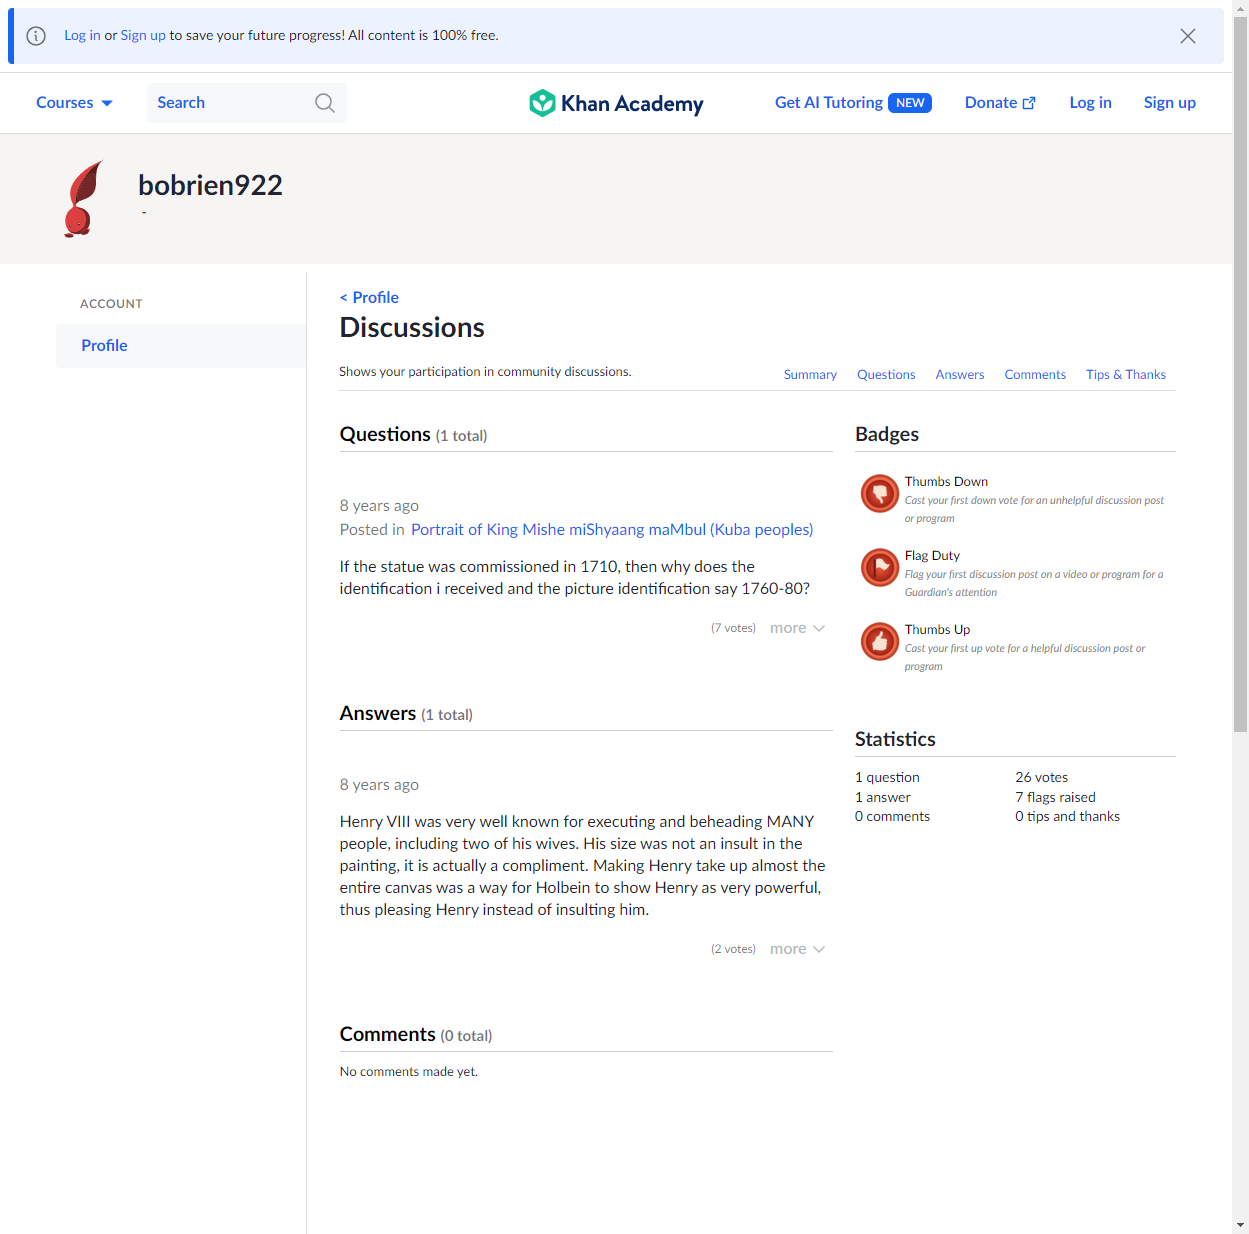 Log in or Sign up to save your future progress! All content is 100% free.
Courses
Search
Khan Academy
Get AI Tutoring NEW
Donate
Log in
Sign up
bobrien922
-
ACCOUNT
Profile
< Profile
Discussions
Shows your participation in community discussions.
Summary
Questions
Answers
Comments
Tips & Thanks
Questions (1 total)
8 years ago
Posted in Portrait of King Mishe miShyaang maMbul (Kuba peoples)
If the statue was commissioned in 1710, then why does the
identification i received and the picture identification say 1760-80?
(7 votes) more
Answers (1 total)
8 years ago
Henry VIII was very well known for executing and beheading MANY
people, including two of his wives. His size was not an insult in the
painting, it is actually a compliment. Making Henry take up almost the
entire canvas was a way for Holbein to show Henry as very powerful,
thus pleasing Henry instead of insulting him.
(2 votes) more
Comments (0 total)
No comments made yet.
Badges
Thumbs Down
Cast your first down vote for an unhelpful discussion post
or program
Flag Duty
Flag your first discussion post on a video or program for a
Guardian's attention
Thumbs Up
Cast your first up vote for a helpful discussion post or
program
Statistics
1 question
26 votes
1 answer
7 flags raised
0 comments
0 tips and thanks